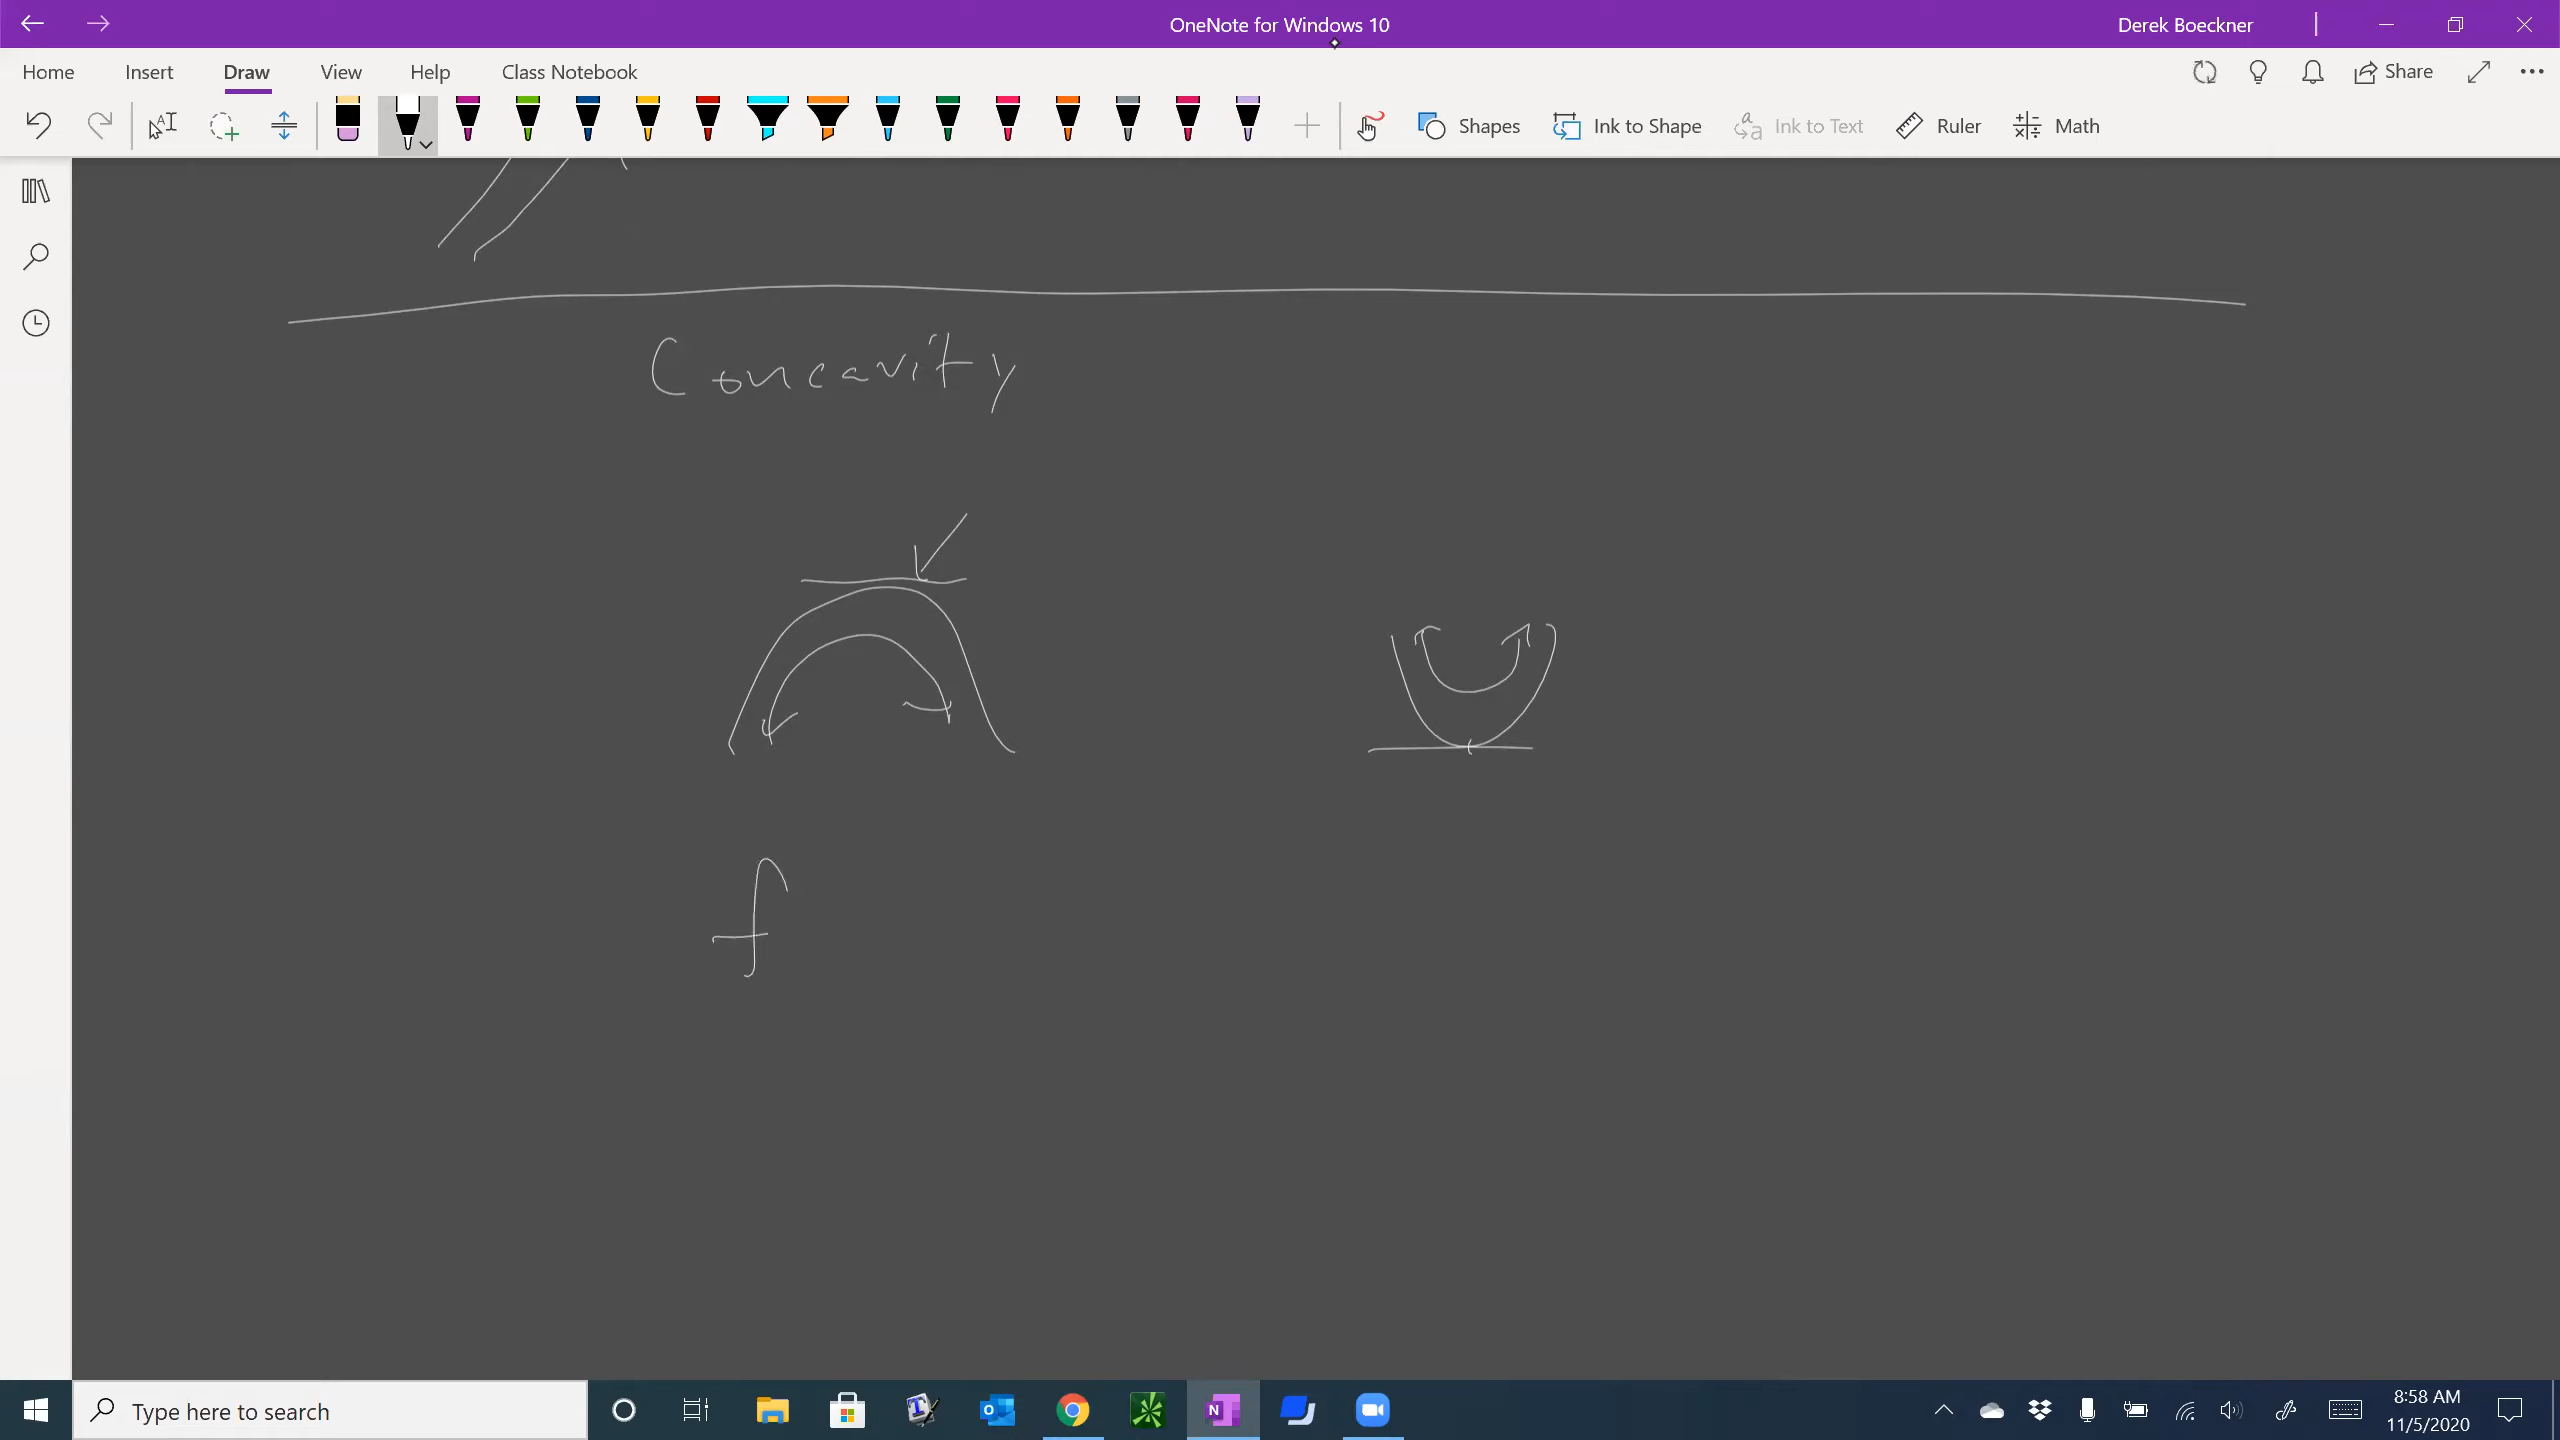 OneNote for Windows 10
Derek Boeckner
Home Insert Draw View Help Class Notebook
Share
Shapes Ink to Shape Ink to Text Ruler Math
Concavity
f
Type here to search
8:58 AM
11/5/2020